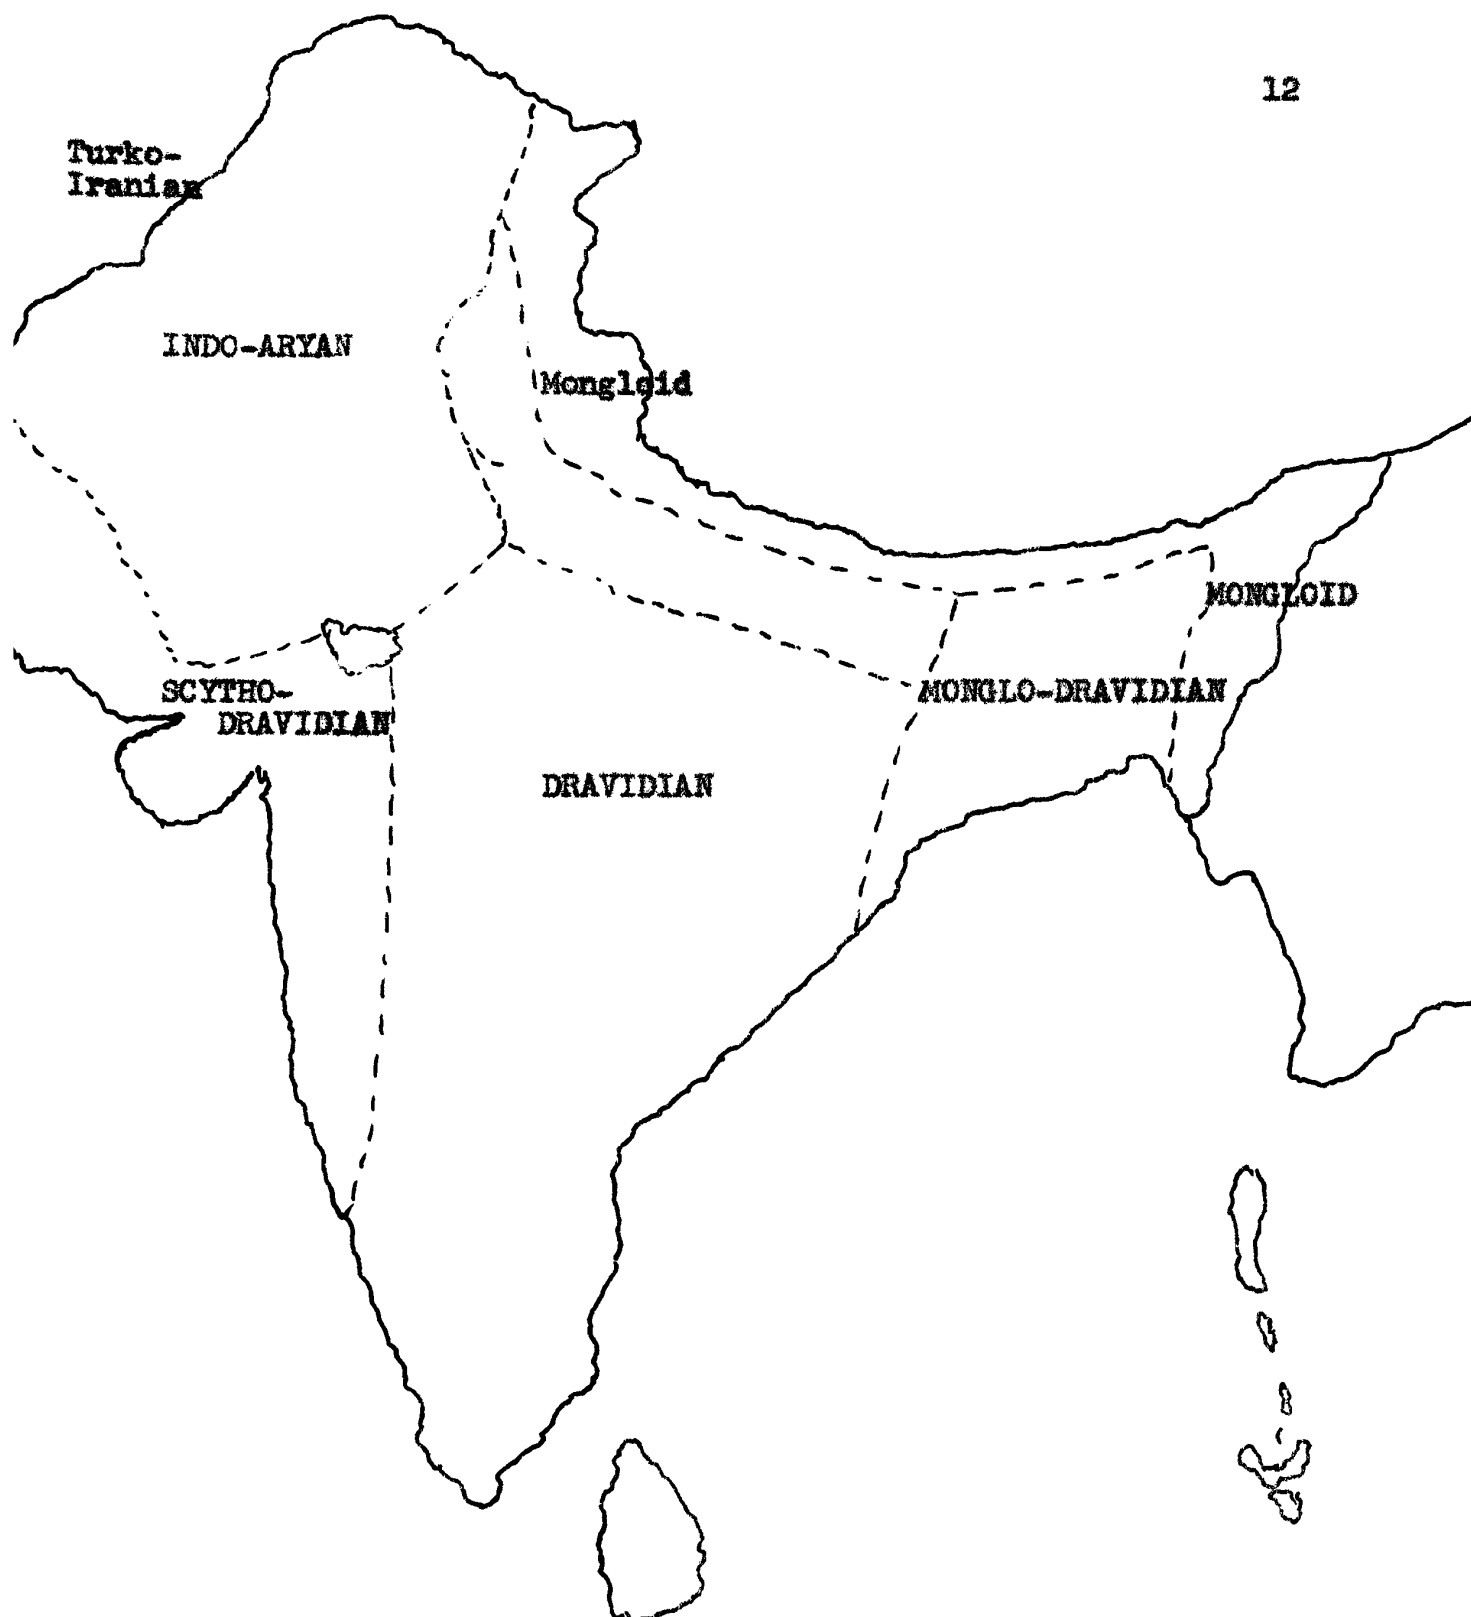 12
Turko-
Iranian
INDO-ARYAN
Mongloid
MONGLOID
SCYTHO-
DRAVIDIAN
MONGLO-DRAVIDIAN
DRAVIDIAN